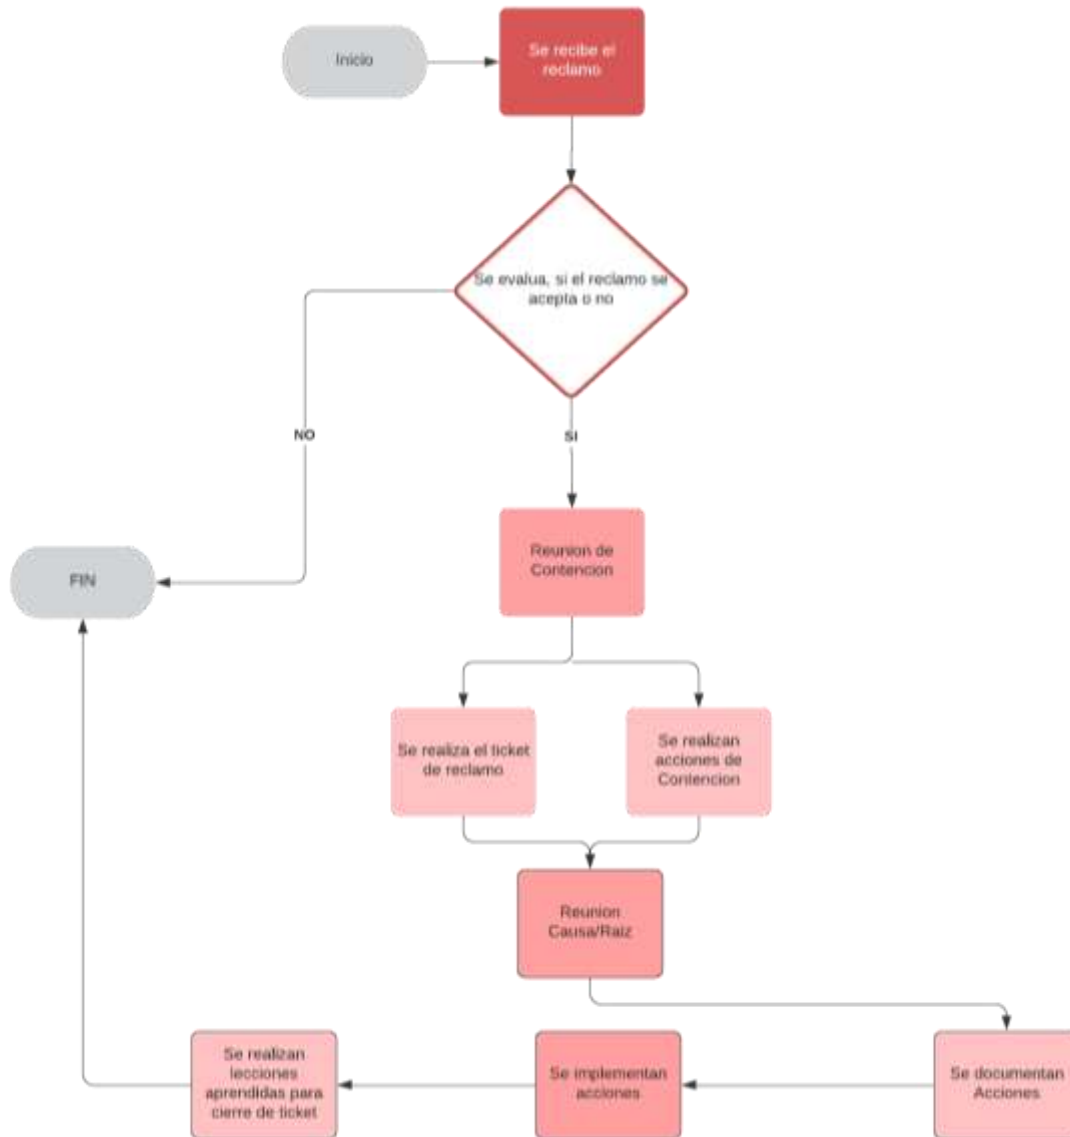 Inicio
Se recibe el
reclamo
Se evalua, si el reclamo se
acepta o no
NO
SI
Reunion de
Contencion
FIN
Se realiza el ticket
de reclamo
Se realizan
acciones de
Contencion
Reunion
Causa/Raiz
Se realizan
lecciones
aprendidas para
cierre de ticket
Se implementan
acciones
Se documentan
Acciones